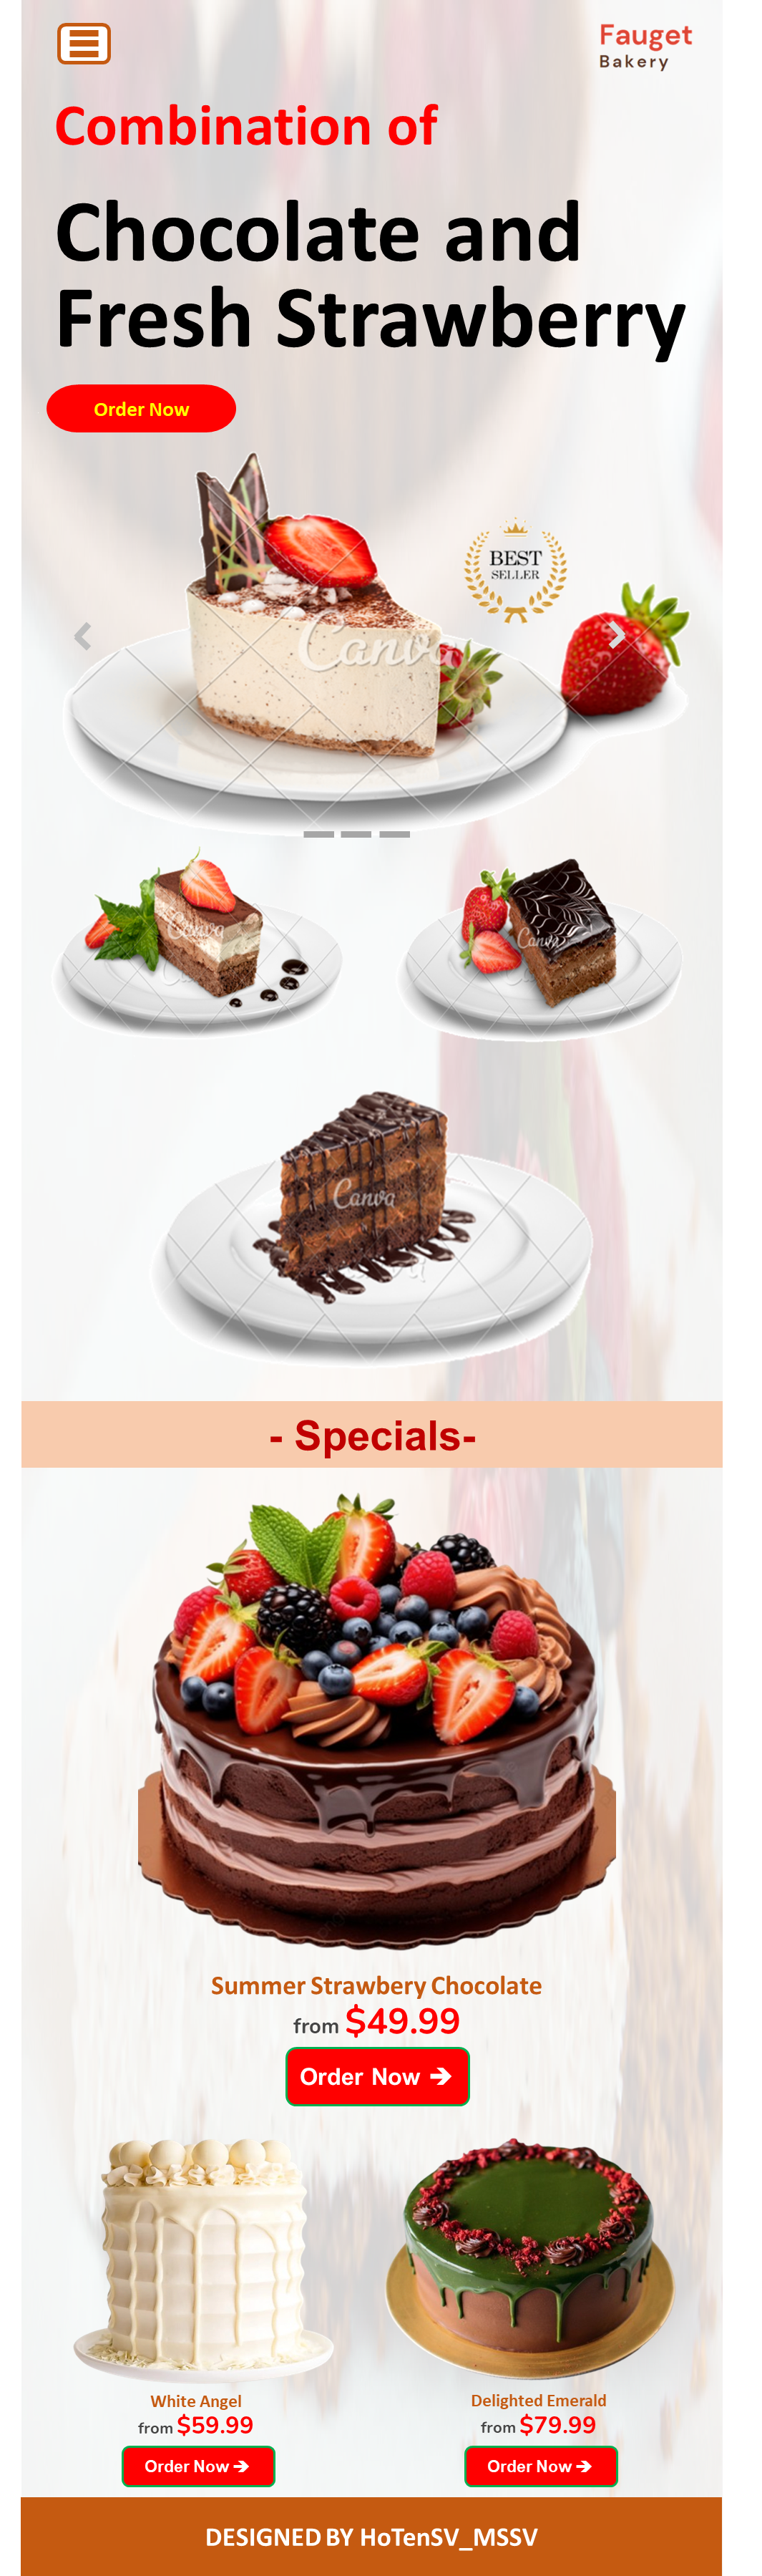 Fauget
Bakery
Combination of
Chocolate and
Fresh Strawberry
Order Now
BEST
SELLER
Canva
Canva
Canva
Canva
- Specials-
Summer Strawbery Chocolate
from $49.99
Order Now ➔
White Angel
from $59.99
Order Now ➔
Delighted Emerald
from $79.99
Order Now ➔
DESIGNED BY HoTenSV_MSSV